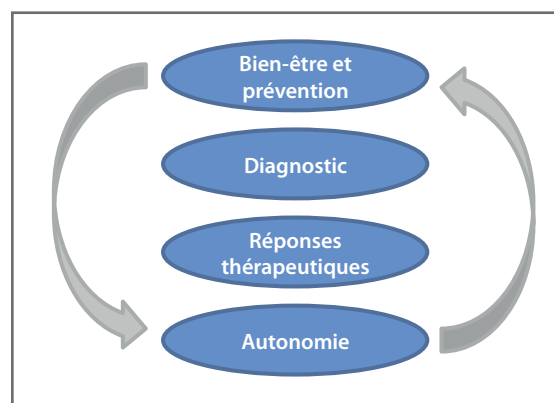 Bien-être et
prévention
Diagnostic
Réponses
thérapeutiques
Autonomie